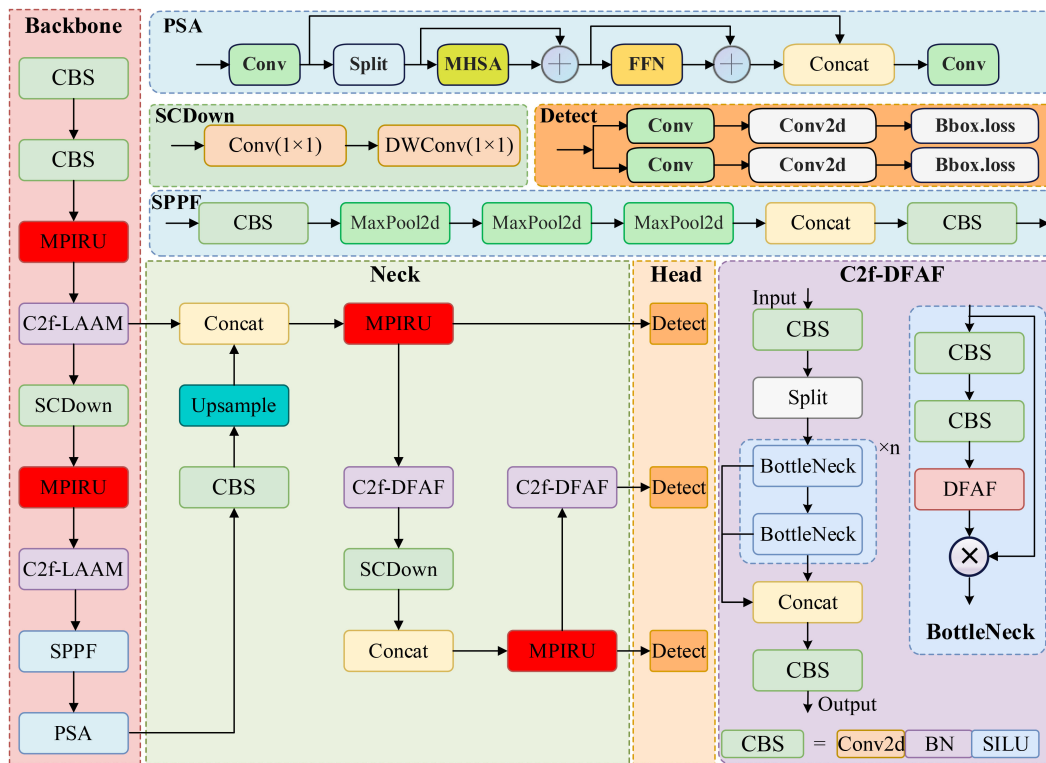 Backbone
CBS
CBS
MPIRU
C2f-LAAM
SCDown
MPIRU
C2f-LAAM
SPPF
PSA
PSA
Conv
Split
MHSA
FFN
Concat
Conv
SCDown
Conv(1×1)
DWConv(1×1)
Detect
Conv
Conv2d
Bbox.loss
Conv
Conv2d
Bbox.loss
SPPF
CBS
MaxPool2d
MaxPool2d
MaxPool2d
Concat
CBS
Neck
Concat
MPIRU
Upsample
CBS
C2f-DFAF
C2f-DFAF
SCDown
Concat
MPIRU
Head
Detect
Detect
Detect
C2f-DFAF
Input
CBS
Split
×n
BottleNeck
BottleNeck
Concat
CBS
Output
CBS
CBS
DFAF
BottleNeck
CBS = Conv2d BN SILU